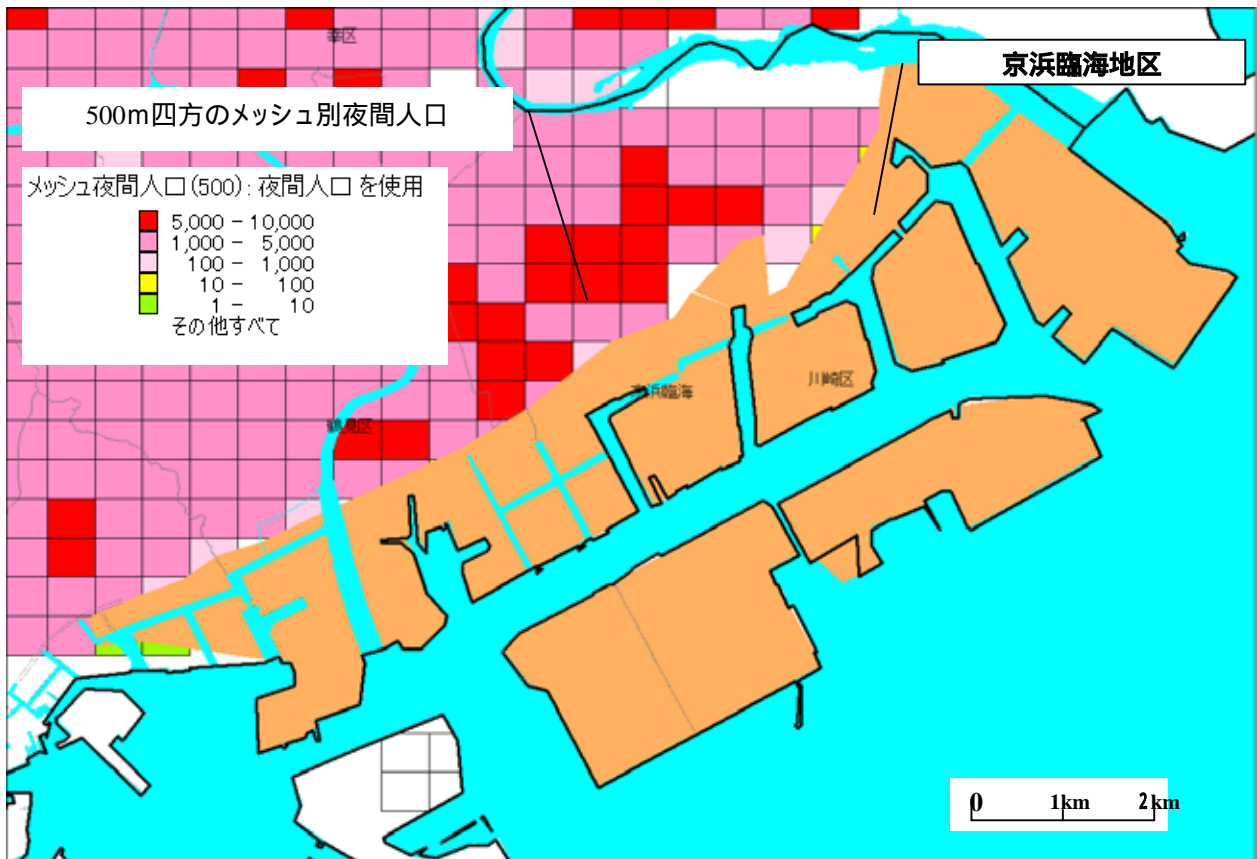 幸区
京浜臨海地区
500m四方のメッシュ別夜間人口
メッシュ夜間人口(500): 夜間人口 を使用
5,000 - 10,000
1,000 - 5,000
100 - 1,000
10 - 100
1 - 10
その他すべて
京浜臨海
川崎区
鶴見区
0 1km 2km